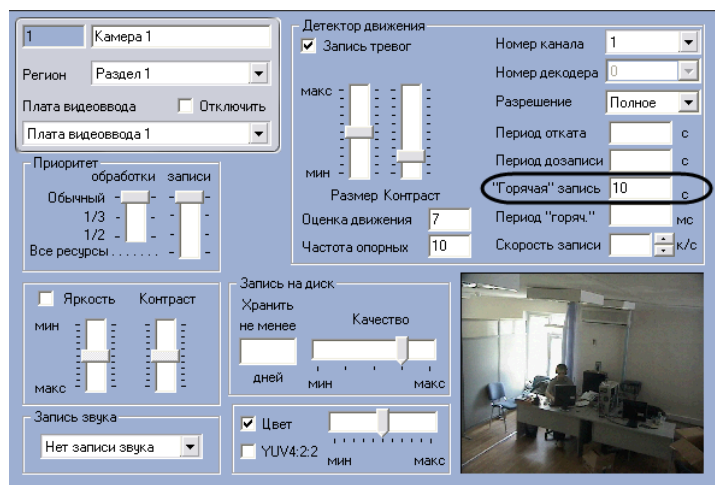 1 Камера 1
Регион Раздел 1
Плата видеоввода Отключить
Плата видеоввода 1
Приоритет
обработки записи
Обычный
1/3
1/2
Все ресурсы.......
Яркость Контраст
мин
макс
Запись звука
Нет записи звука
Детектор движения
Запись тревог
макс
мин
Размер Контраст
Оценка движения 7
Частота опорных 10
Номер канала 1
Номер декодера 0
Разрешение Полное
Период отката с
Период дозаписи с
"Горячая" запись 10 с
Период "горяч." мс
Скорость записи к/с
Запись на диск
Хранить
не менее
дней
Качество
мин макс
Цвет
YUV4:2:2
мин макс